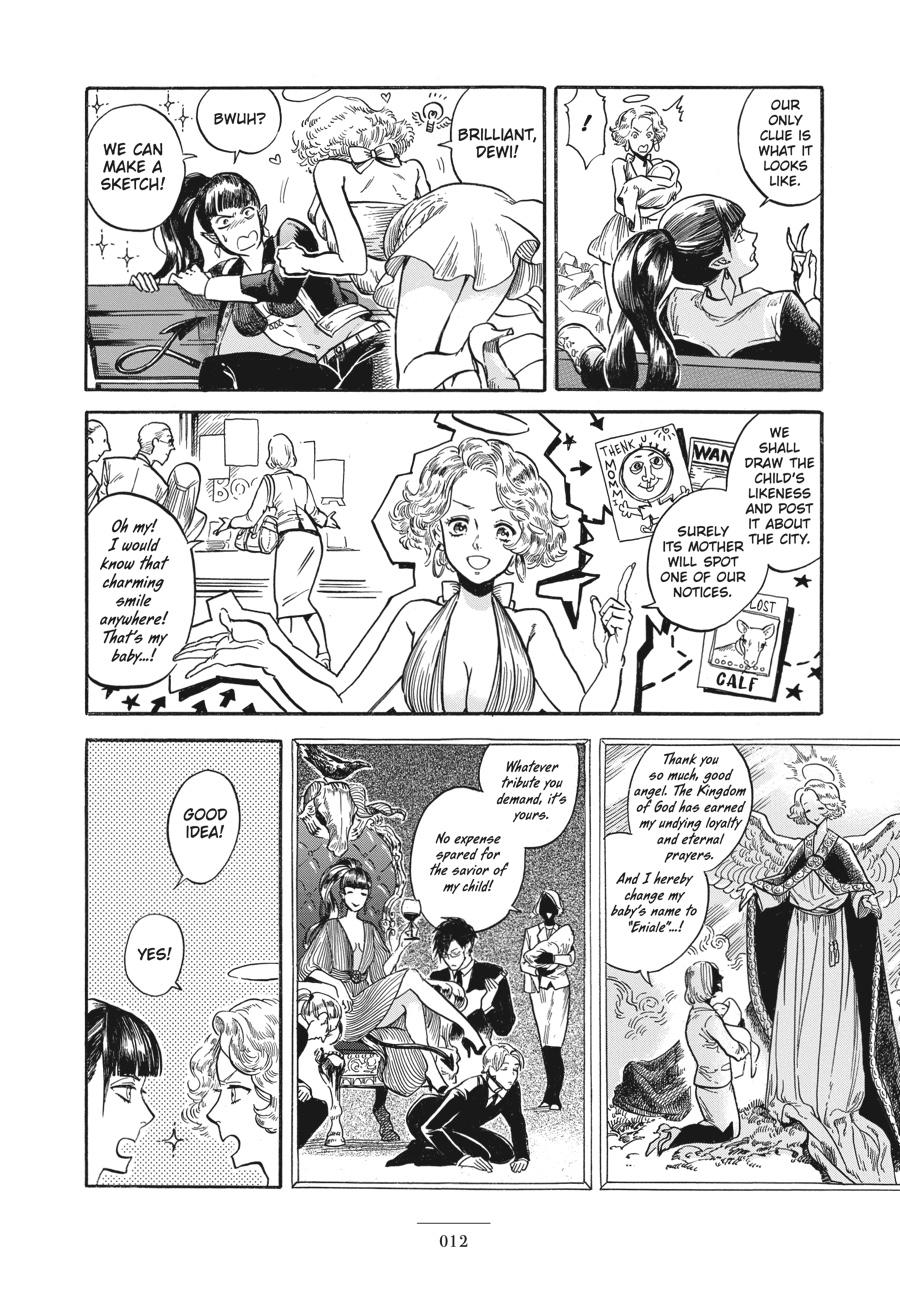 OUR
ONLY
CLUE IS
WHAT IT
LOOKS
LIKE.
!
BRILLIANT,
DEWI!
BWUH?
WE CAN
MAKE A
SKETCH!
WE
SHALL
DRAW THE
CHILD'S
LIKENESS
AND POST
IT ABOUT
THE CITY.
SURELY
ITS MOTHER
WILL SPOT
ONE OF OUR
NOTICES.
THENK U
MOMMI
WAN
LOST
CALF
BO
Oh my!
I would
know that
charming
smile
anywhere!
That's my
baby...!
Thank you
so much, good
angel. The Kingdom
of God has earned
my undying loyalty
and eternal
prayers.
And I hereby
change my
baby's name to
"Eniale"...!
Whatever
tribute you
demand, it's
yours.
No expense
spared for
the savior of
my child!
GOOD
IDEA!
YES!
012